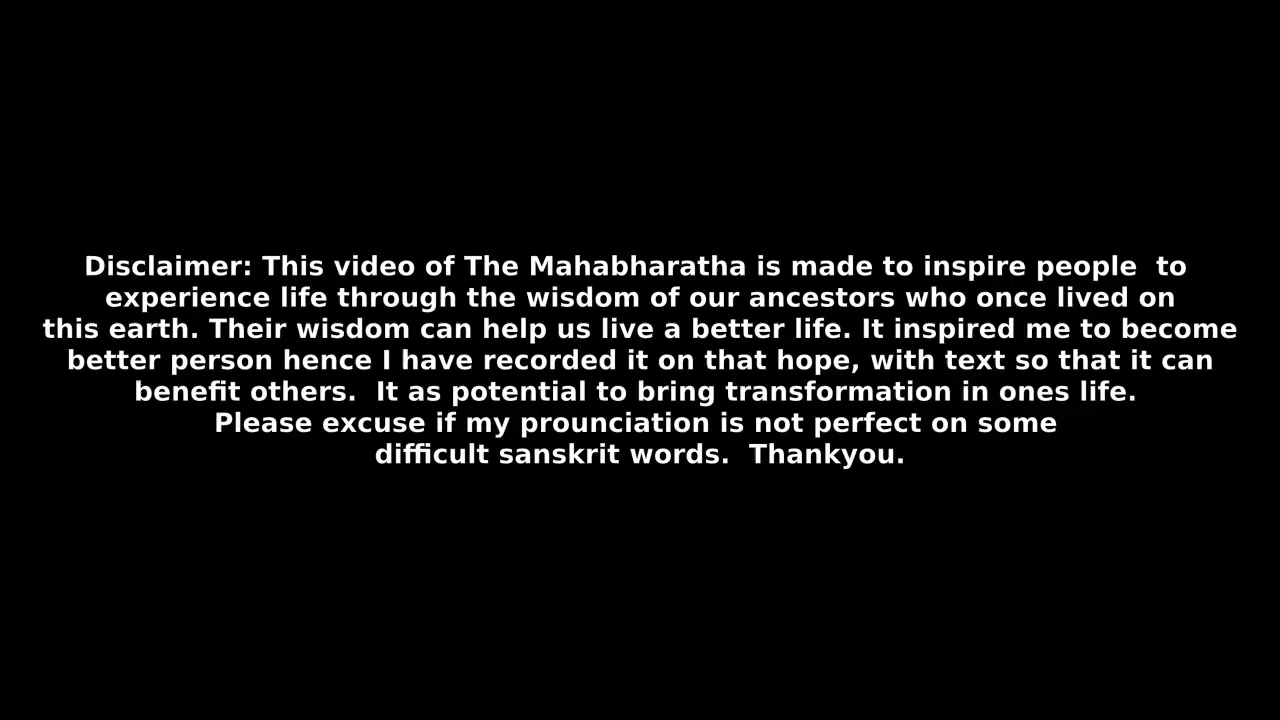 Disclaimer: This video of The Mahabharatha is made to inspire people  to
experience life through the wisdom of our ancestors who once lived on
this earth. Their wisdom can help us live a better life. It inspired me to become
better person hence I have recorded it on that hope, with text so that it can
benefit others.  It as potential to bring transformation in ones life.
Please excuse if my prounciation is not perfect on some
difficult sanskrit words.  Thankyou.